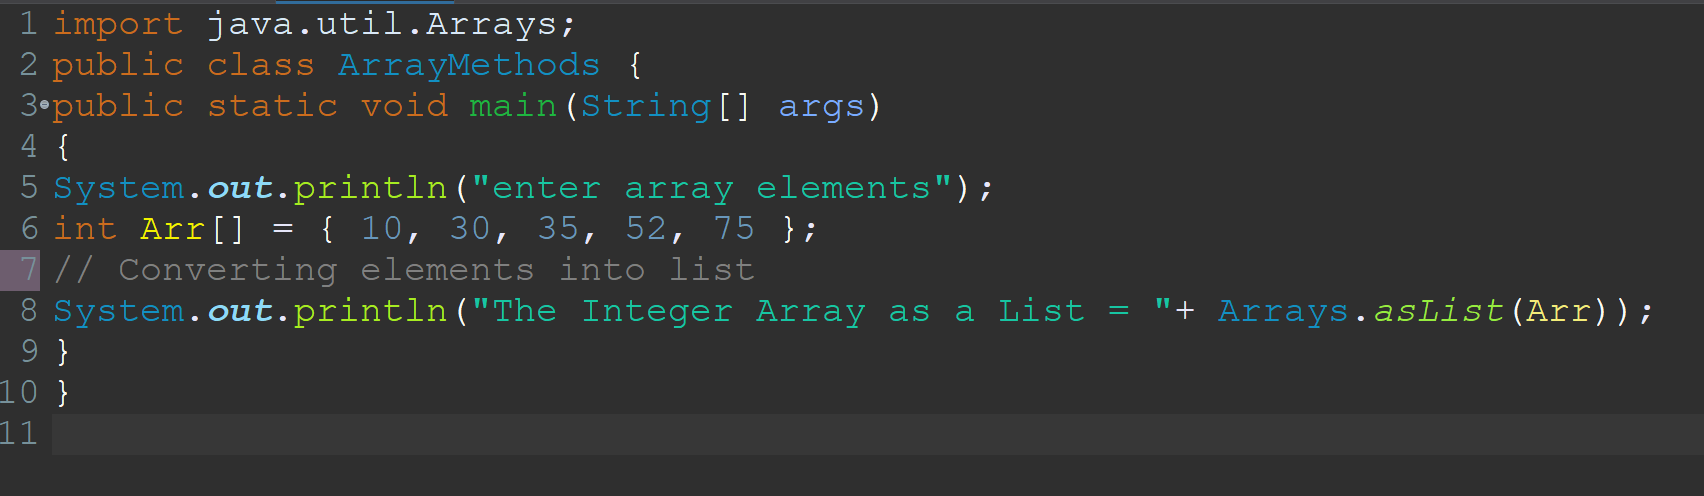 1 import java.util.Arrays;
2 public class ArrayMethods {
3 public static void main(String[] args)
4 {
5 System.out.println("enter array elements");
6 int Arr[] = { 10, 30, 35, 52, 75 };
7 // Converting elements into list
8 System.out.println("The Integer Array as a List = "+ Arrays.asList(Arr));
9 }
10 }
11